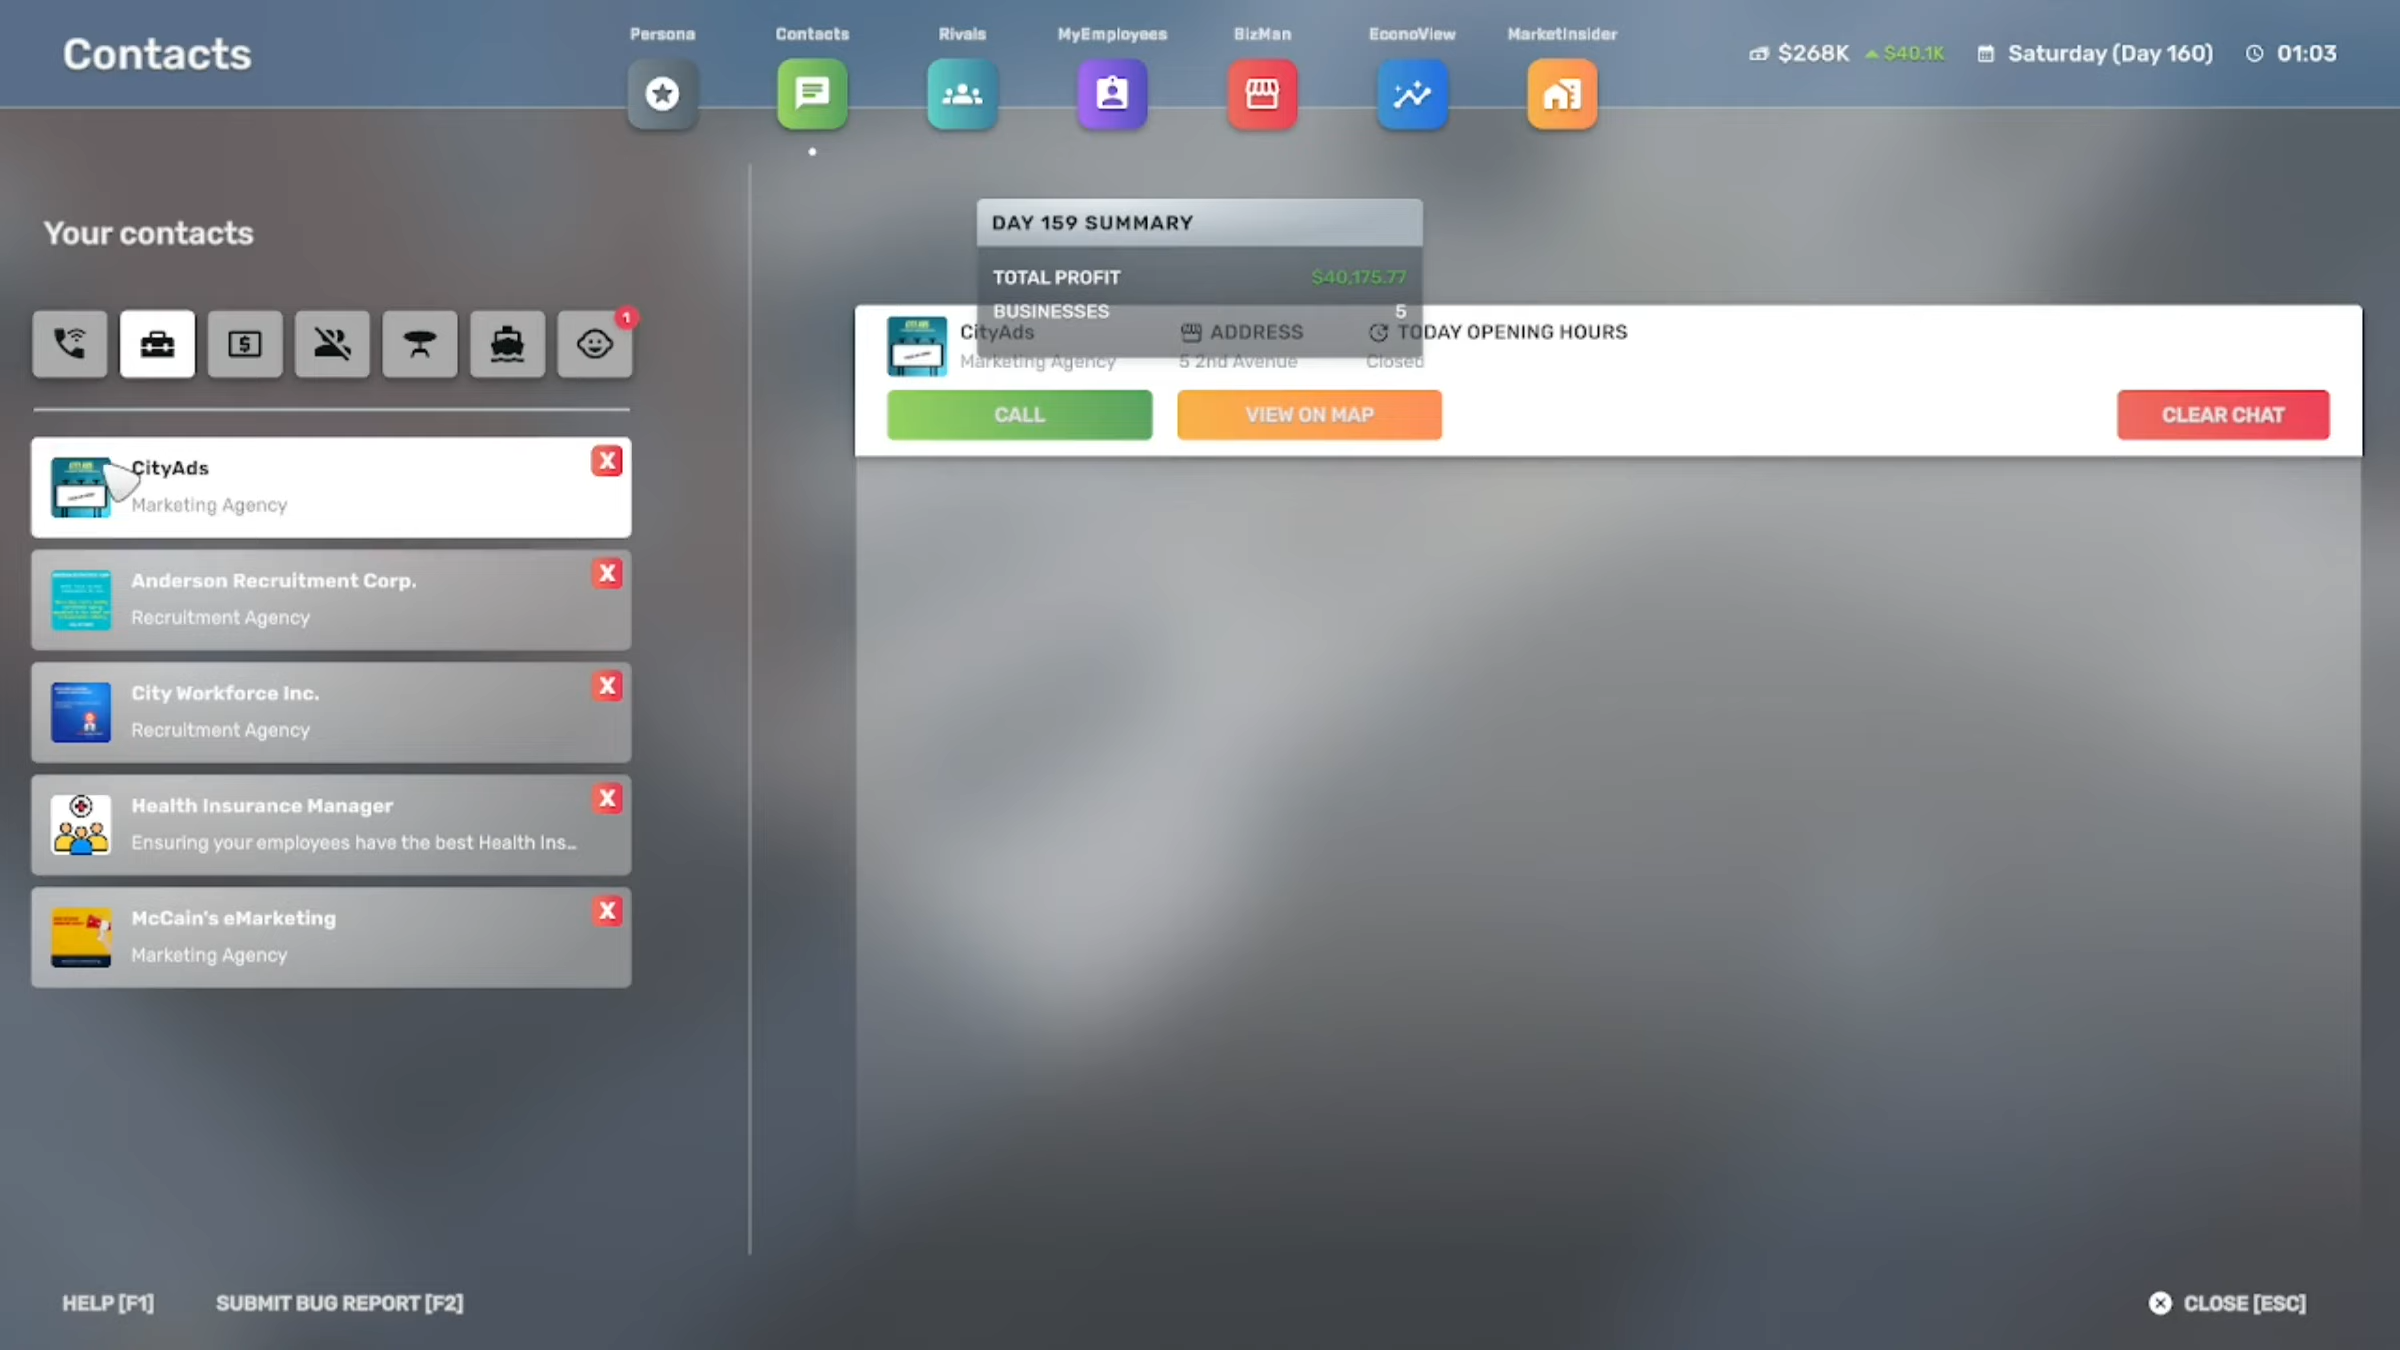 Contacts
Persona
Contacts
Rivals
MyEmployees
BizMan
EconoView
MarketInsider
$268K
$40.1K
Saturday (Day 160)
01:03
Your contacts
1
CityAds
Marketing Agency
X
Anderson Recruitment Corp.
Recruitment Agency
X
City Workforce Inc.
Recruitment Agency
X
Health Insurance Manager
Ensuring your employees have the best Health Ins...
X
McCain's eMarketing
Marketing Agency
X
DAY 159 SUMMARY
TOTAL PROFIT $40,175.77
BUSINESSES 5
CityAds
Marketing Agency
ADDRESS
5 2nd Avenue
TODAY OPENING HOURS
Closed
CALL
VIEW ON MAP
CLEAR CHAT
HELP [F1]
SUBMIT BUG REPORT [F2]
CLOSE [ESC]